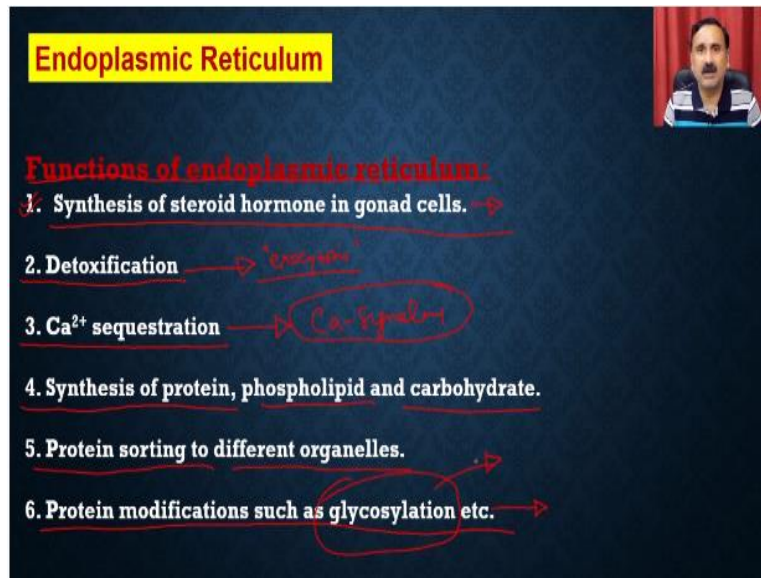 Endoplasmic Reticulum
Functions of endoplasmic reticulum:
1. Synthesis of steroid hormone in gonad cells.
2. Detoxification
3. Ca²⁺ sequestration Ca-Signaling
4. Synthesis of protein, phospholipid and carbohydrate.
5. Protein sorting to different organelles.
6. Protein modifications such as glycosylation etc.